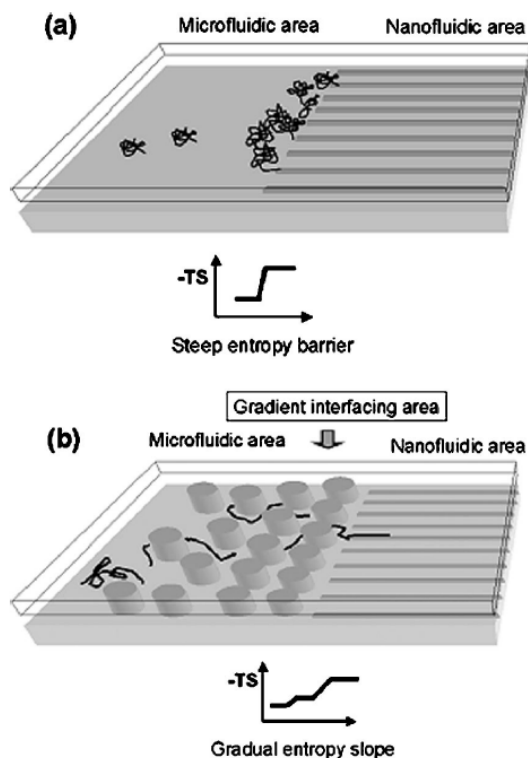 (a)
Microfluidic area Nanofluidic area
-TS
Steep entropy barrier
Gradient interfacing area
(b)
Microfluidic area Nanofluidic area
-TS
Gradual entropy slope